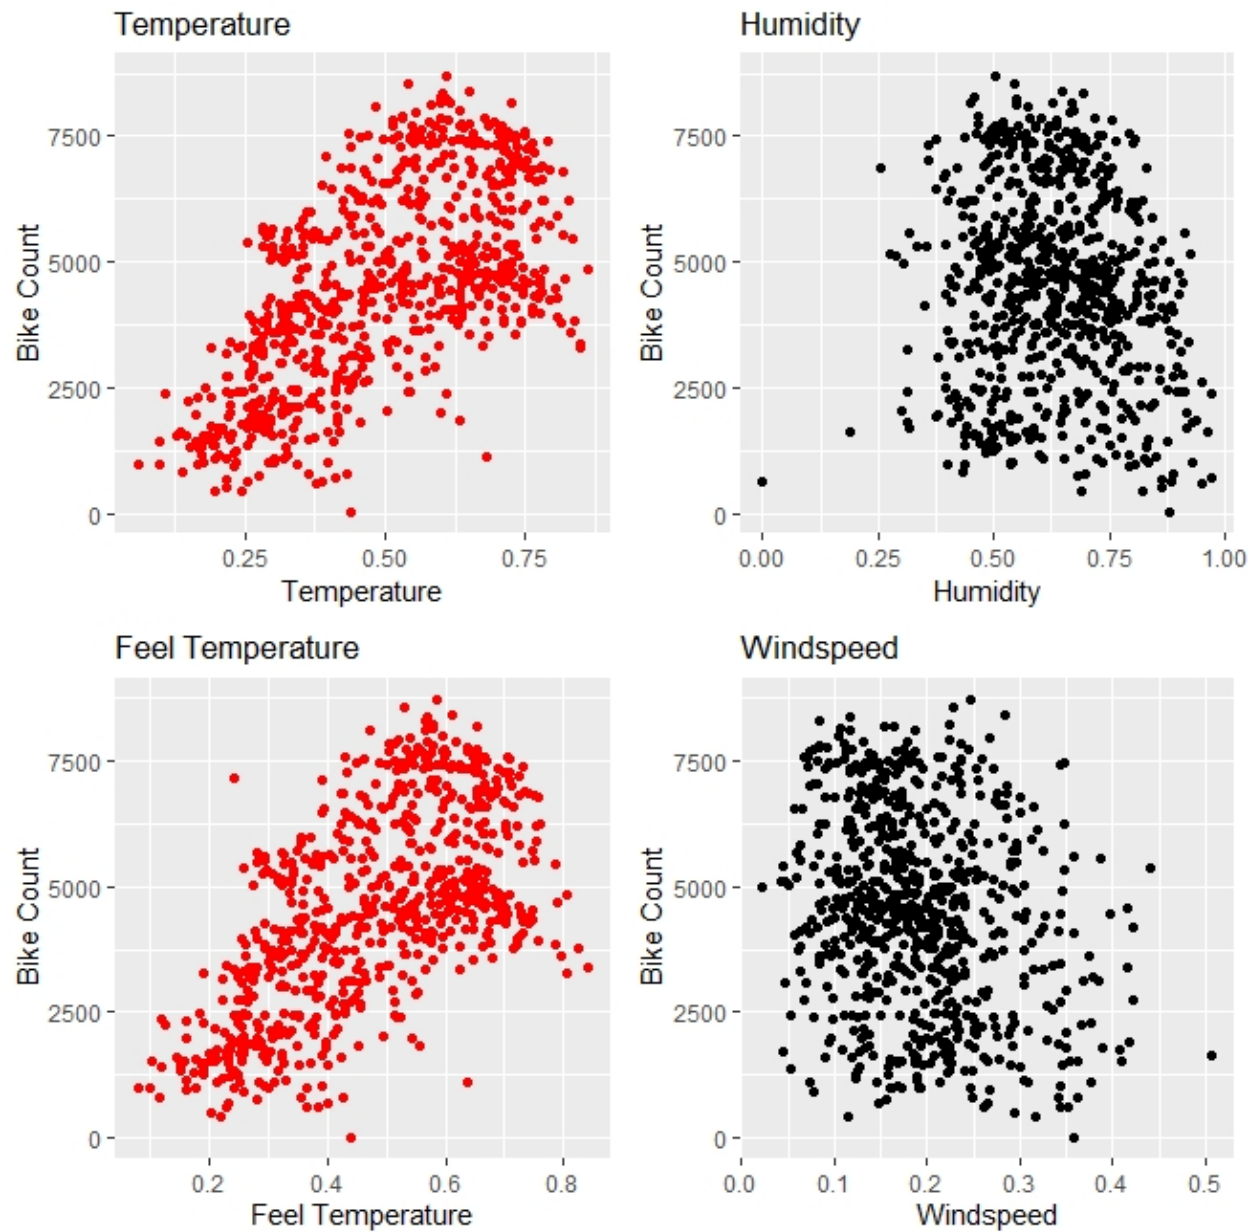 Temperature
Bike Count
7500
5000
2500
0
0.25 0.50 0.75
Temperature
Humidity
Bike Count
7500
5000
2500
0
0.00 0.25 0.50 0.75 1.00
Humidity
Feel Temperature
Bike Count
7500
5000
2500
0
0.2 0.4 0.6 0.8
Feel Temperature
Windspeed
Bike Count
7500
5000
2500
0
0.0 0.1 0.2 0.3 0.4 0.5
Windspeed